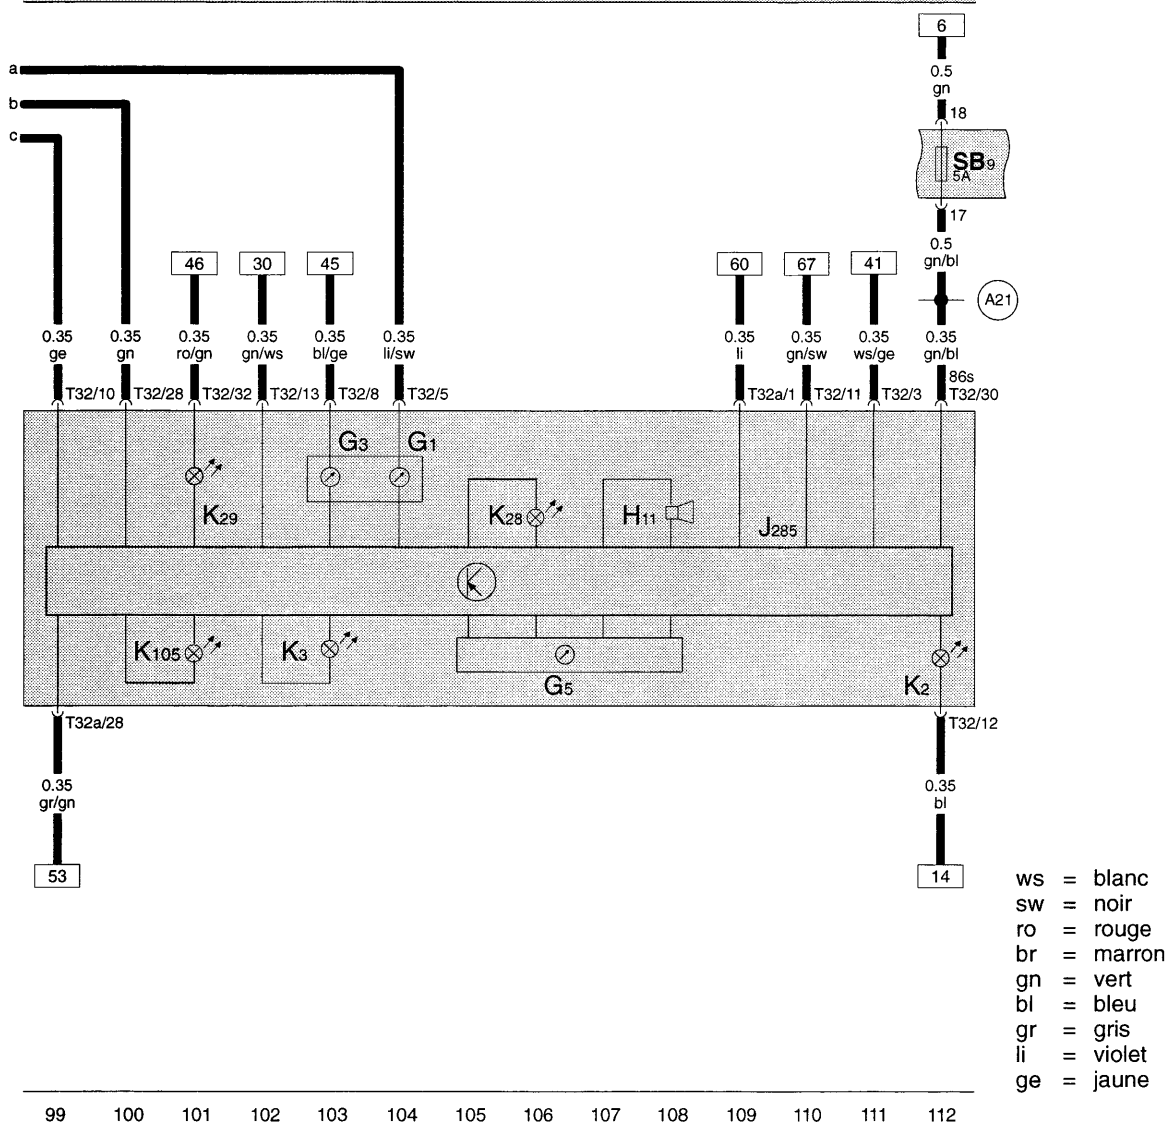 6
a
0.5
gn
b
18
c
SB9
5A
17
0.5
gn/bl
46 30 45 60 67 41
A21
0.35 0.35 0.35 0.35 0.35 0.35 0.35 0.35 0.35 0.35
ge gn ro/gn gn/ws bl/ge li/sw li gn/sw ws/ge gn/bl
86s
T32/10 T32/28 T32/32 T32/13 T32/8 T32/5 T32a/1 T32/11 T32/3 T32/30
G3 G1
K29 K28 H11 J285
K105 K3 G5 K2
T32a/28 T32/12
0.35 0.35
gr/gn bl
53 14
ws = blanc
sw = noir
ro = rouge
br = marron
gn = vert
bl = bleu
gr = gris
li = violet
ge = jaune
99 100 101 102 103 104 105 106 107 108 109 110 111 112